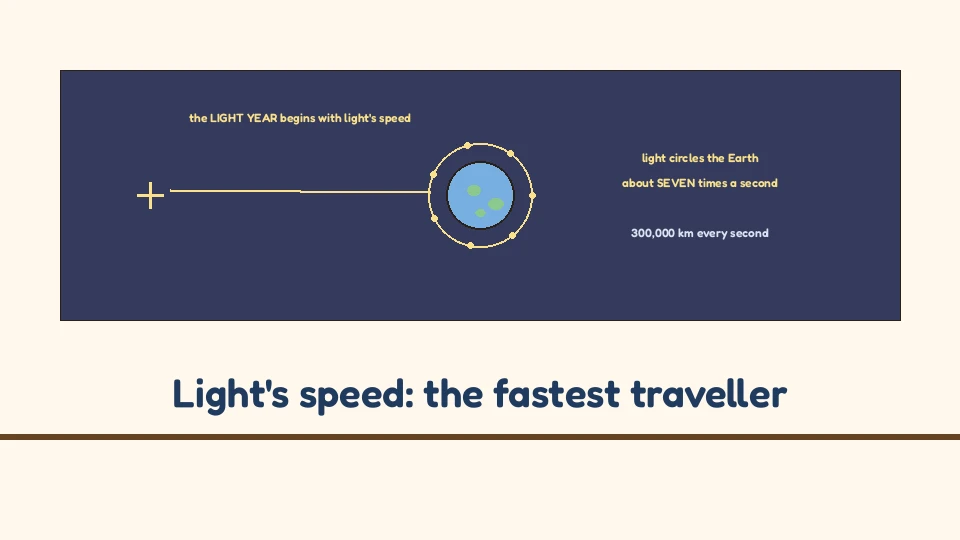 the LIGHT YEAR begins with light's speed
light circles the Earth
about SEVEN times a second
300,000 km every second
Light's speed: the fastest traveller